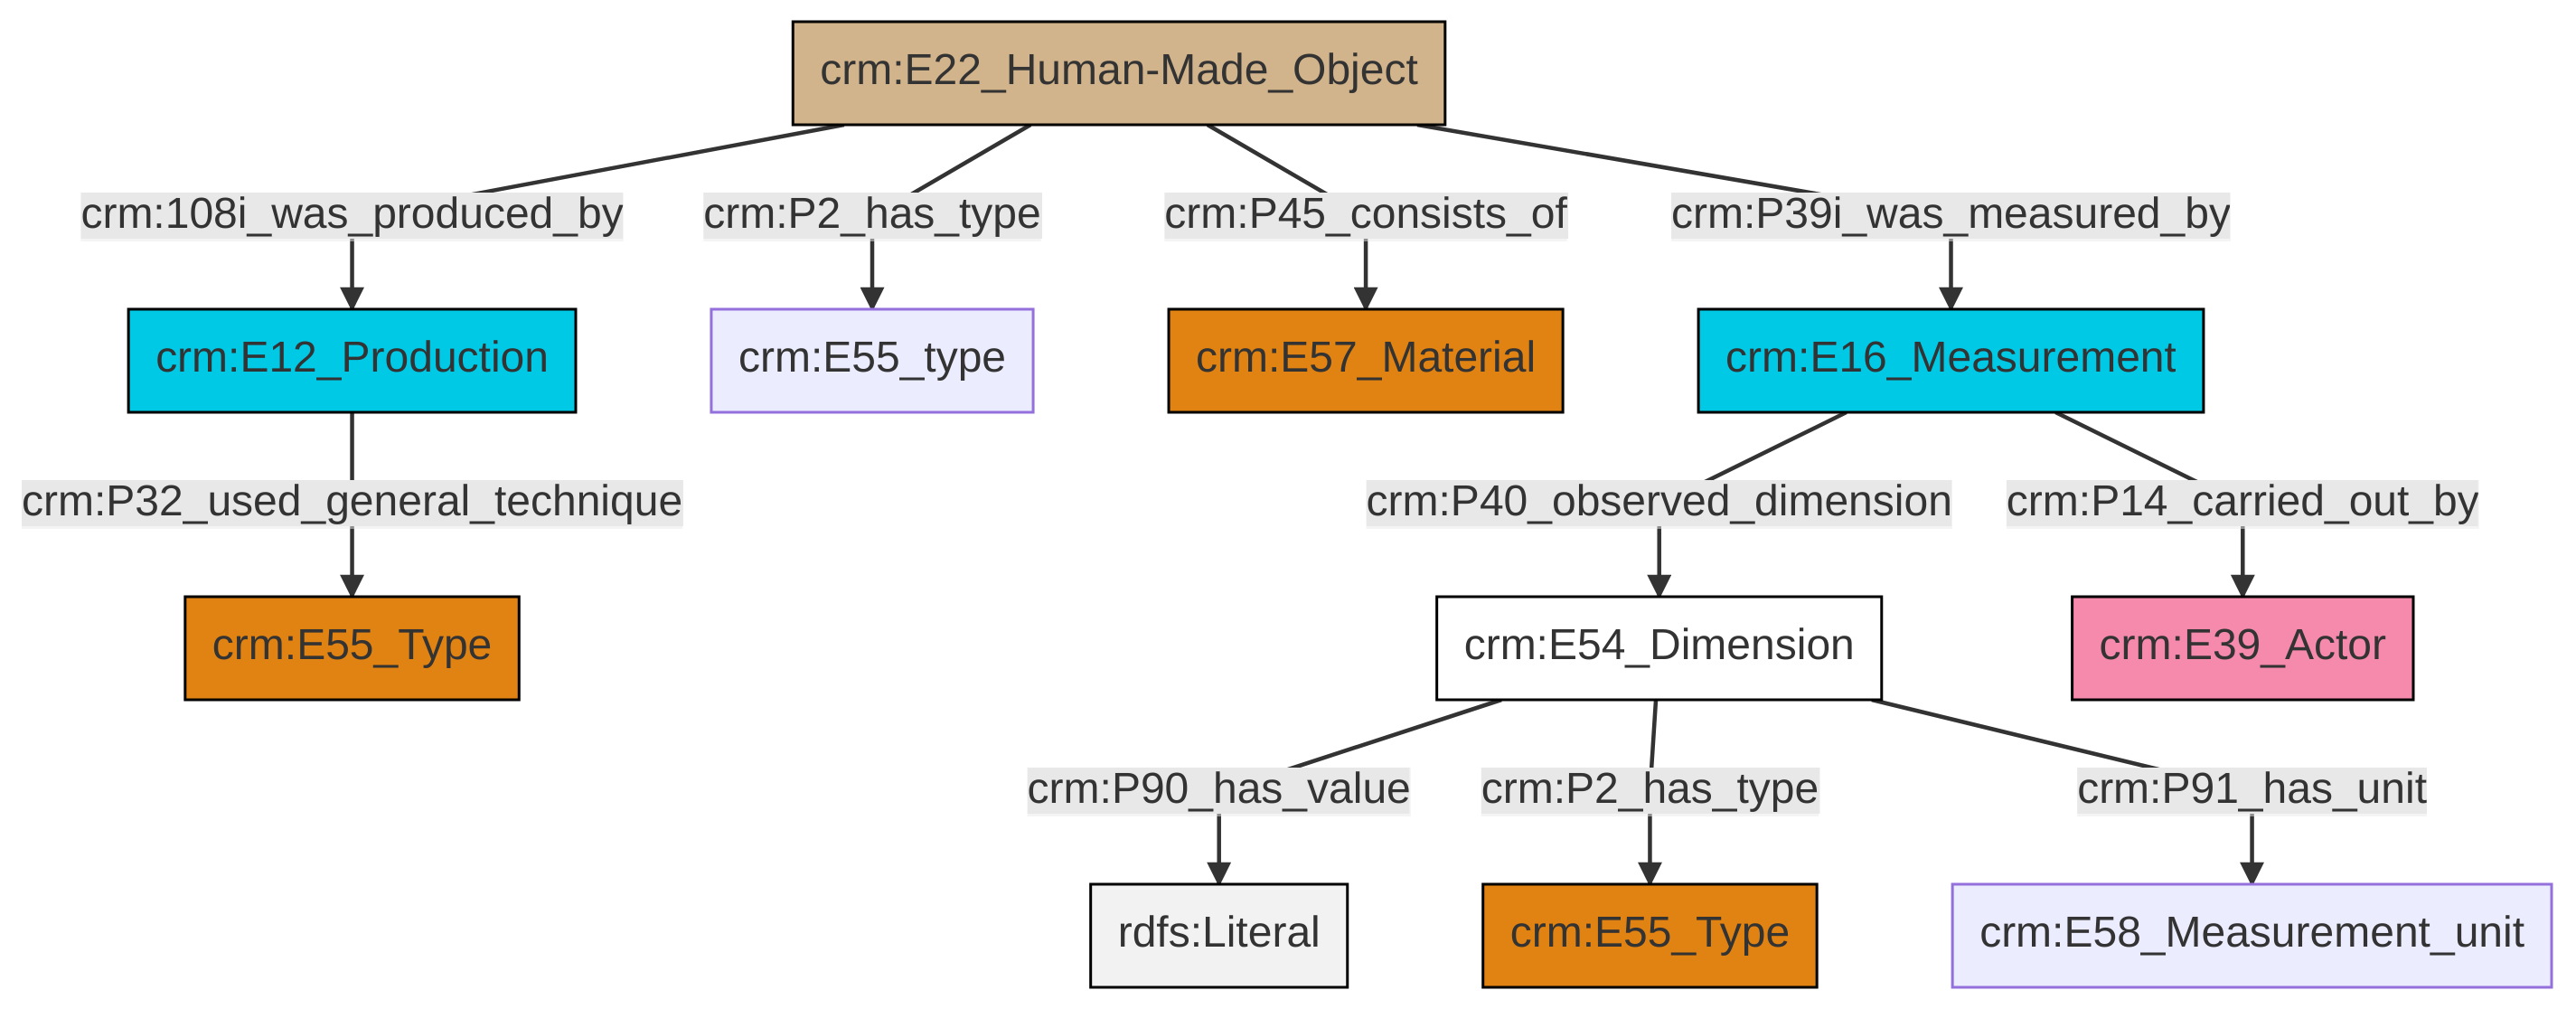 crm:E22_Human-Made_Object
crm:108i_was_produced_by
crm:P2_has_type
crm:P45_consists_of
crm:P39i_was_measured_by
crm:E12_Production
crm:E55_type
crm:E57_Material
crm:E16_Measurement
crm:P32_used_general_technique
crm:P40_observed_dimension
crm:P14_carried_out_by
crm:E55_Type
crm:E54_Dimension
crm:E39_Actor
crm:P90_has_value
crm:P2_has_type
crm:P91_has_unit
rdfs:Literal
crm:E55_Type
crm:E58_Measurement_unit